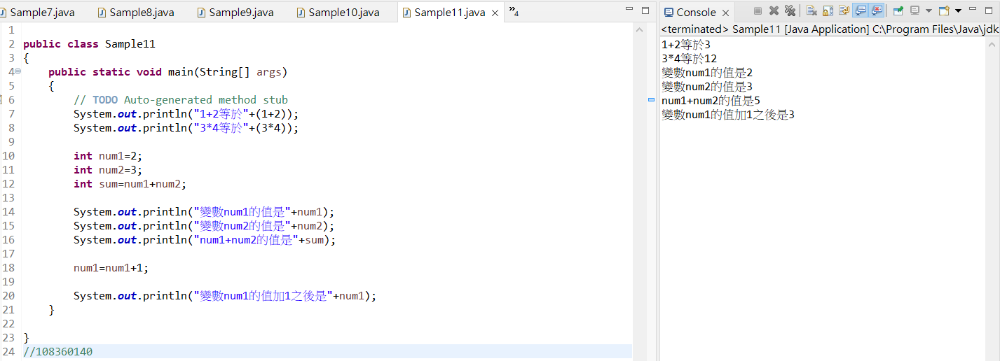 Sample7.java Sample8.java Sample9.java Sample10.java Sample11.java »4
1
2 public class Sample11
3 {
4 public static void main(String[] args)
5 {
6 // TODO Auto-generated method stub
7 System.out.println("1+2等於"+(1+2));
8 System.out.println("3*4等於"+(3*4));
9
10 int num1=2;
11 int num2=3;
12 int sum=num1+num2;
13
14 System.out.println("變數num1的值是"+num1);
15 System.out.println("變數num2的值是"+num2);
16 System.out.println("num1+num2的值是"+sum);
17
18 num1=num1+1;
19
20 System.out.println("變數num1的值加1之後是"+num1);
21 }
22
23 }
24 //108360140
Console
<terminated> Sample11 [Java Application] C:\Program Files\Java\jdk
1+2等於3
3*4等於12
變數num1的值是2
變數num2的值是3
num1+num2的值是5
變數num1的值加1之後是3